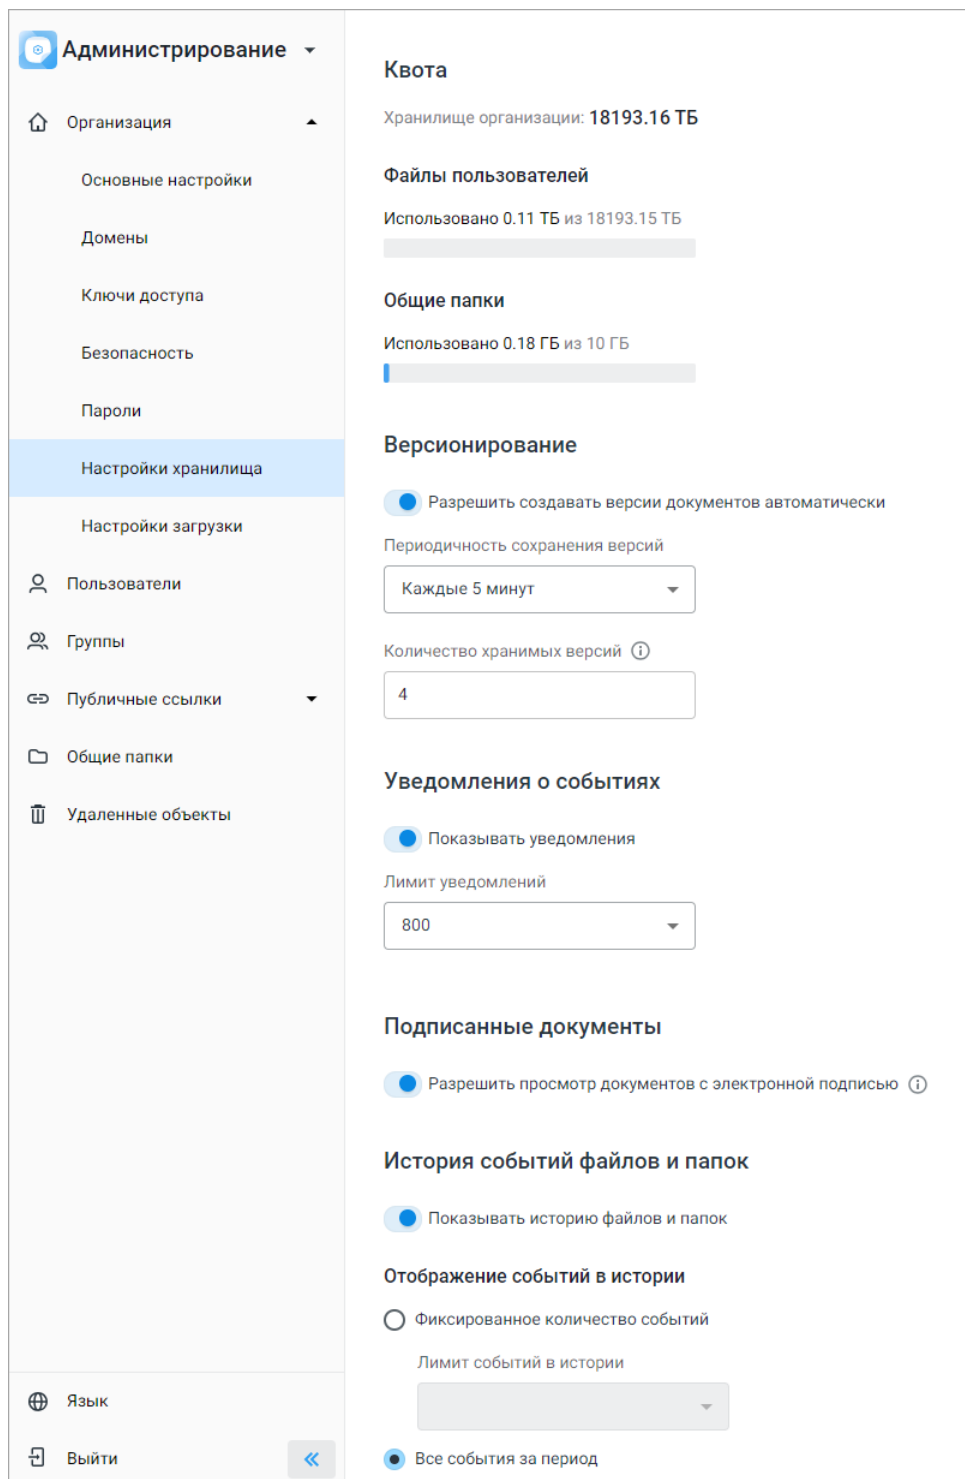 Администрирование
Организация
Основные настройки
Домены
Ключи доступа
Безопасность
Пароли
Настройки хранилища
Настройки загрузки
Пользователи
Группы
Публичные ссылки
Общие папки
Удаленные объекты
Язык
Выйти
Квота
Хранилище организации: 18193.16 ТБ
Файлы пользователей
Использовано 0.11 ТБ из 18193.15 ТБ
Общие папки
Использовано 0.18 ГБ из 10 ГБ
Версионирование
Разрешить создавать версии документов автоматически
Периодичность сохранения версий
Каждые 5 минут
Количество хранимых версий
4
Уведомления о событиях
Показывать уведомления
Лимит уведомлений
800
Подписанные документы
Разрешить просмотр документов с электронной подписью
История событий файлов и папок
Показывать историю файлов и папок
Отображение событий в истории
Фиксированное количество событий
Лимит событий в истории
Все события за период